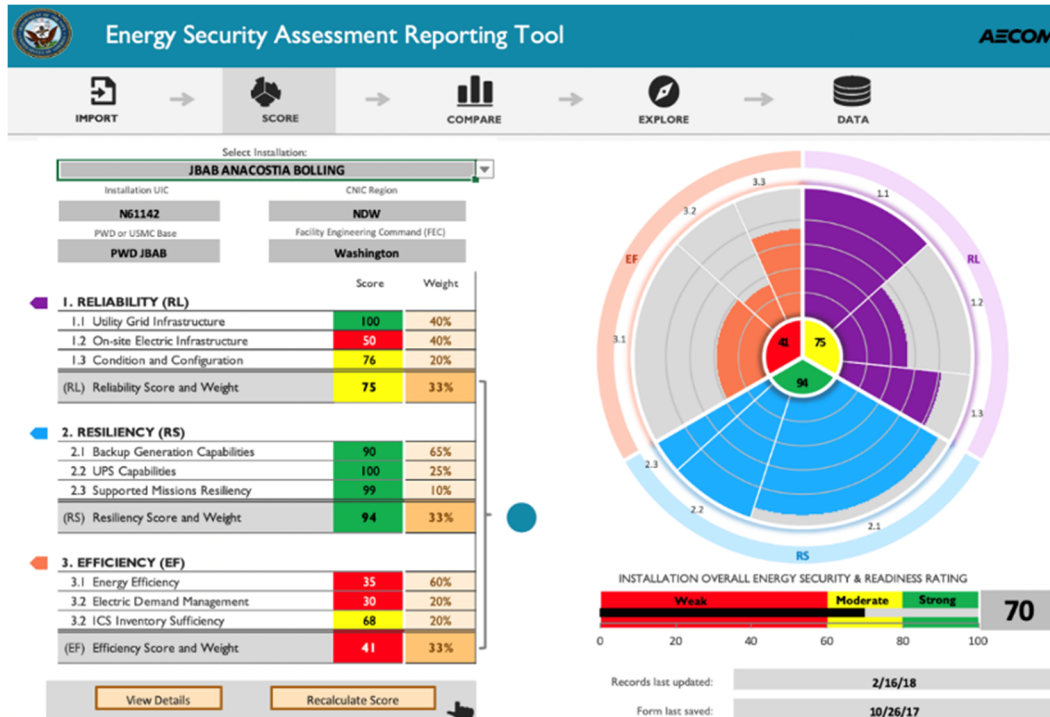 Energy Security Assessment Reporting Tool
AECOM
IMPORT
SCORE
COMPARE
EXPLORE
DATA
Select Installation:
JBAB ANACOSTIA BOLLING
Installation UIC CNIC Region
N61142 NDW
PWD or USMC Base Facility Engineering Command (FEC)
PWD JBAB Washington
Score Weight
1. RELIABILITY (RL)
1.1 Utility Grid Infrastructure 100 40%
1.2 On-site Electric Infrastructure 50 40%
1.3 Condition and Configuration 76 20%
(RL) Reliability Score and Weight 75 33%
2. RESILIENCY (RS)
2.1 Backup Generation Capabilities 90 65%
2.2 UPS Capabilities 100 25%
2.3 Supported Missions Resiliency 99 10%
(RS) Resiliency Score and Weight 94 33%
3. EFFICIENCY (EF)
3.1 Energy Efficiency 35 60%
3.2 Electric Demand Management 30 20%
3.2 ICS Inventory Sufficiency 68 20%
(EF) Efficiency Score and Weight 41 33%
View Details Recalculate Score
3.3 1.1
3.2
EF RL
1.2
3.1
41 75
94
1.3
2.3
2.2
2.1
RS
INSTALLATION OVERALL ENERGY SECURITY & READINESS RATING
Weak Moderate Strong
70
0 20 40 60 80 100
Records last updated: 2/16/18
Form last saved: 10/26/17